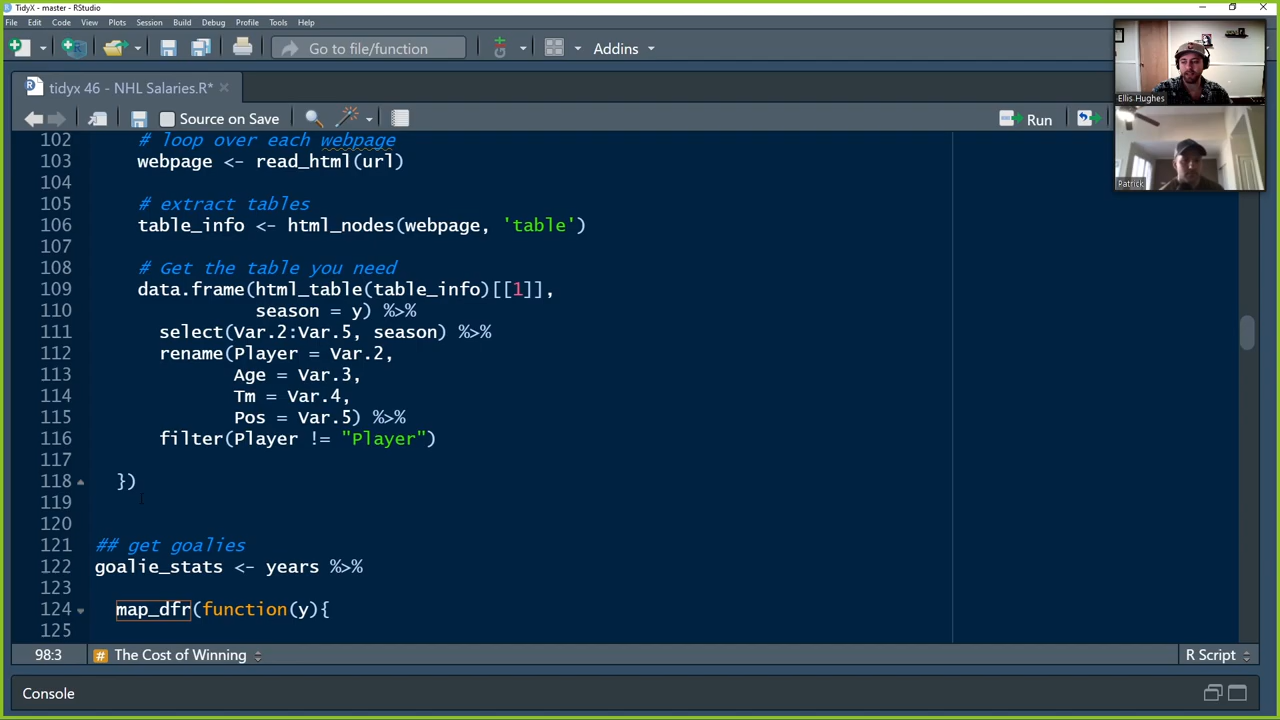 TidyX - master - RStudio
File Edit Code View Plots Session Build Debug Profile Tools Help
Go to file/function
Addins
tidyx 46 - NHL Salaries.R*
Source on Save
Run
Ellis Hughes
Patrick
102 # loop over each webpage
103 webpage <- read_html(url)
104
105 # extract tables
106 table_info <- html_nodes(webpage, 'table')
107
108 # Get the table you need
109 data.frame(html_table(table_info)[[1]],
110 season = y) %>%
111 select(Var.2:Var.5, season) %>%
112 rename(Player = Var.2,
113 Age = Var.3,
114 Tm = Var.4,
115 Pos = Var.5) %>%
116 filter(Player != "Player")
117
118 })
119
120
121 ## get goalies
122 goalie_stats <- years %>%
123
124 map_dfr(function(y){
125
98:3 # The Cost of Winning R Script
Console